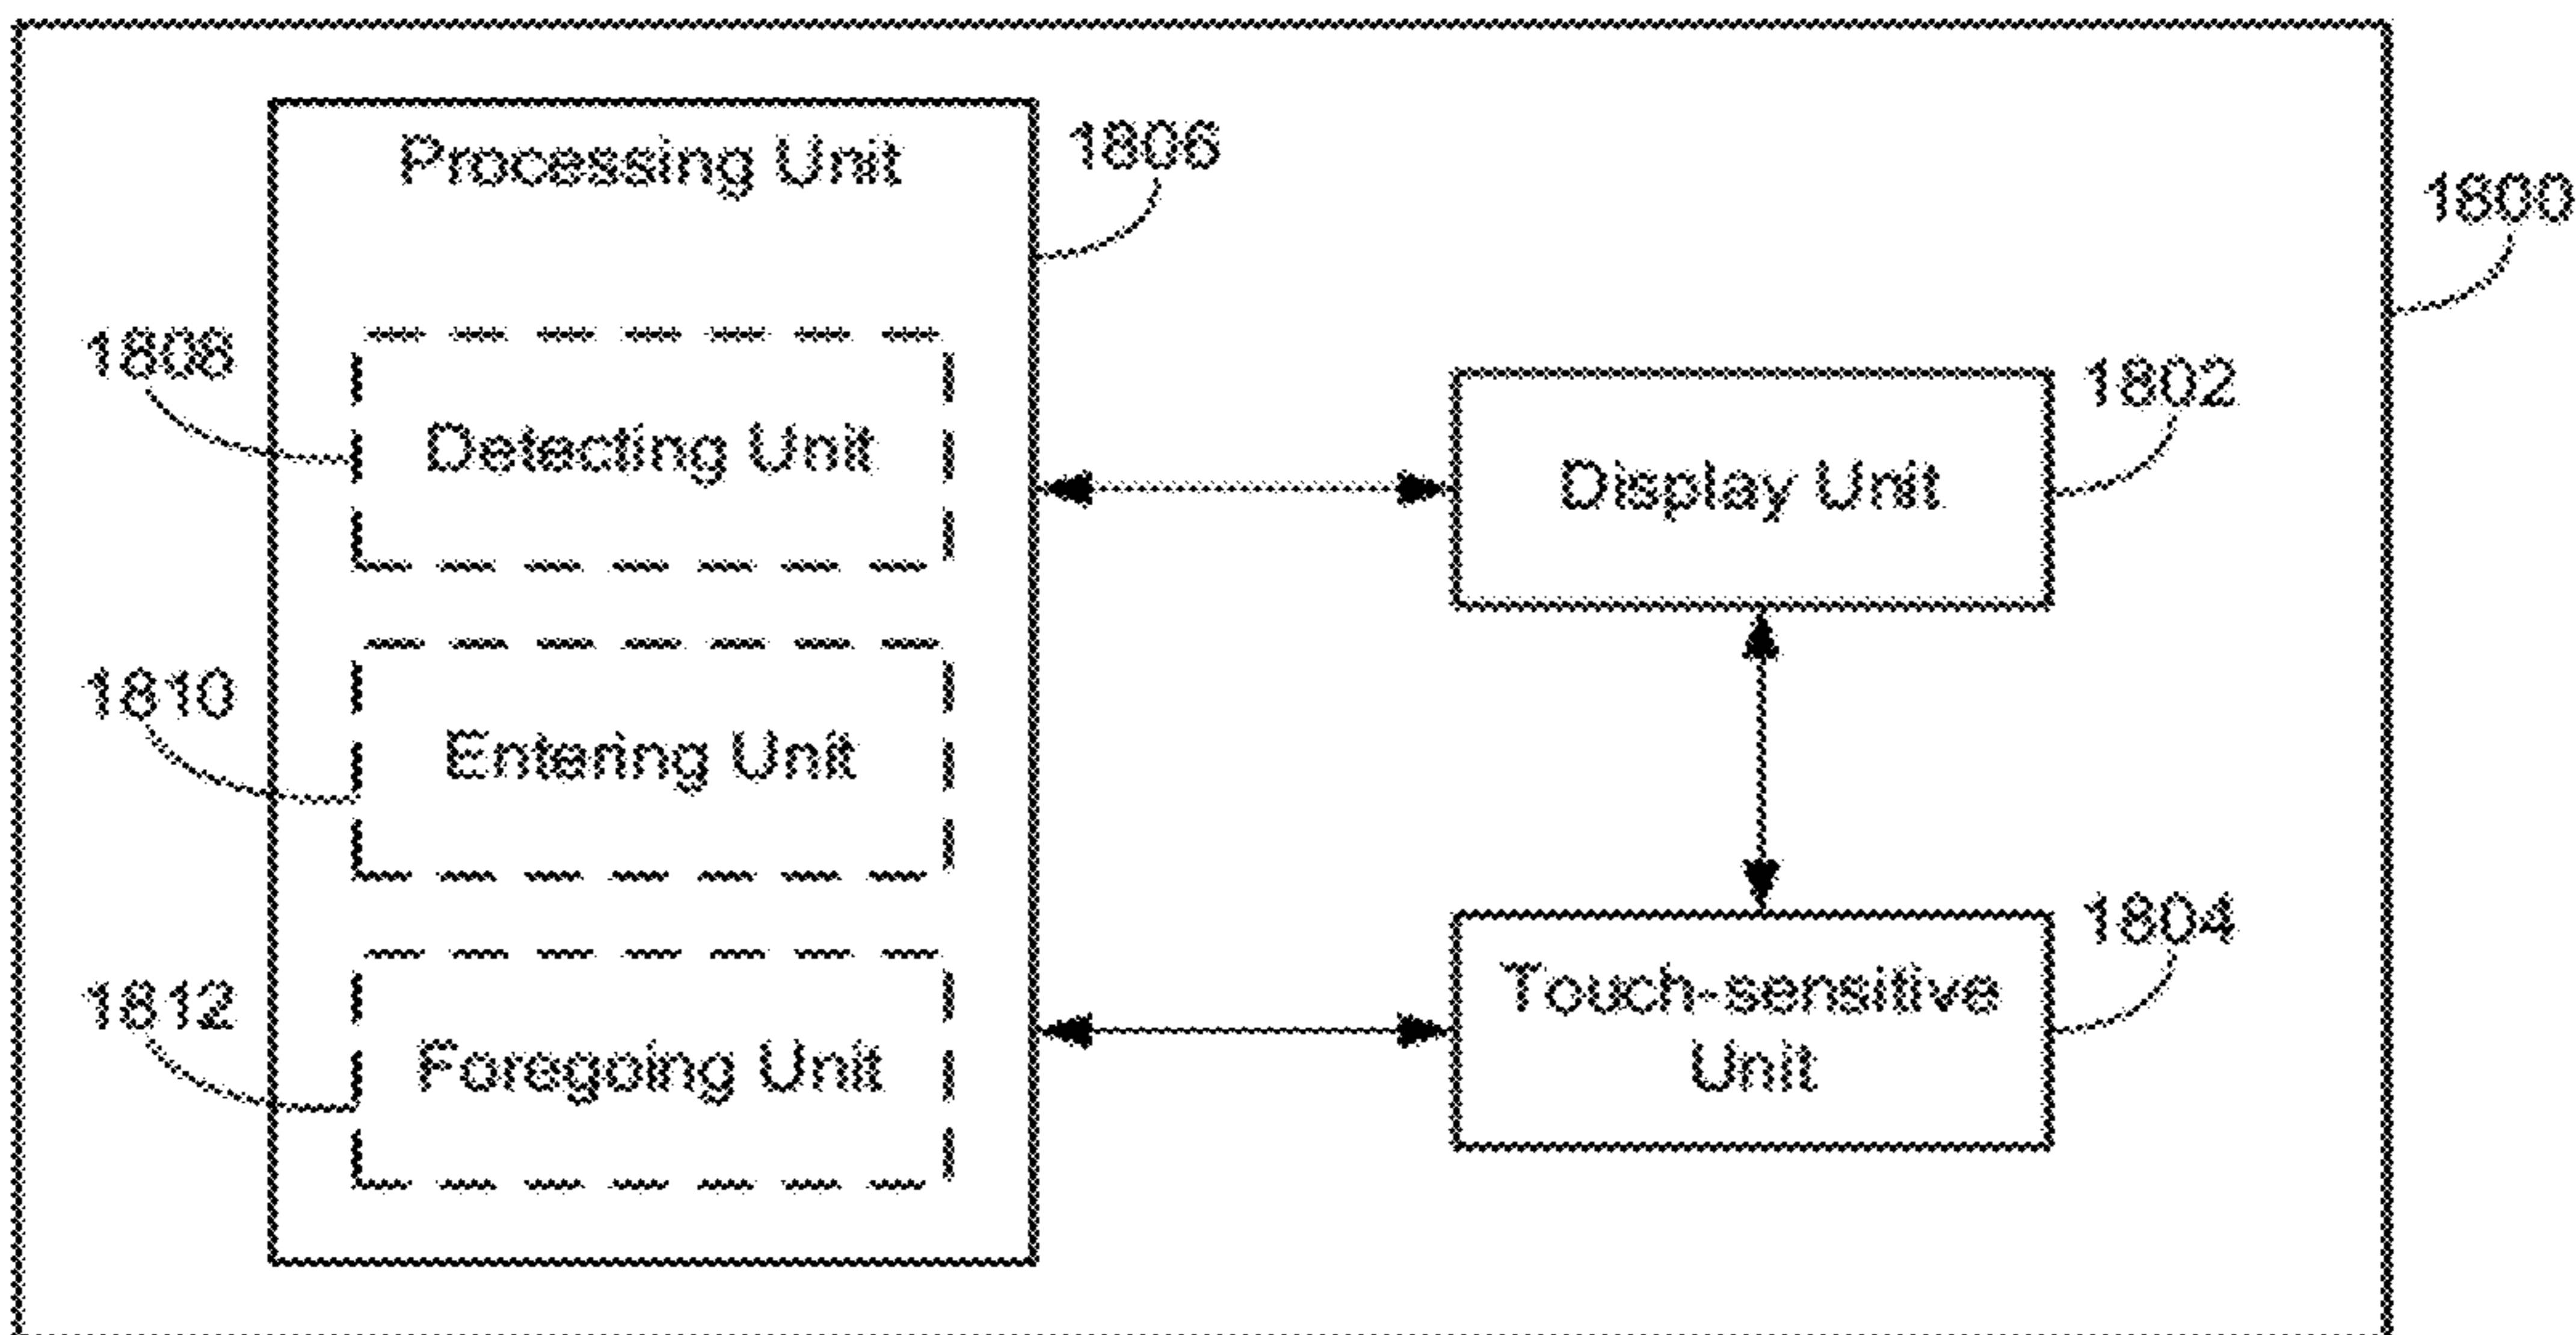 Processing Unit
1806
1800
1808
Detecting Unit
1802
Display Unit
1810
Entering Unit
1804
Touch-sensitive
Unit
1812
Foregoing Unit